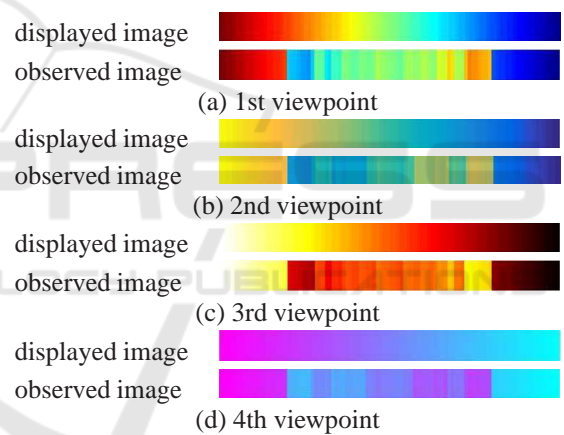 displayed image
observed image
(a) 1st viewpoint
displayed image
observed image
(b) 2nd viewpoint
displayed image
observed image
(c) 3rd viewpoint
displayed image
observed image
(d) 4th viewpoint